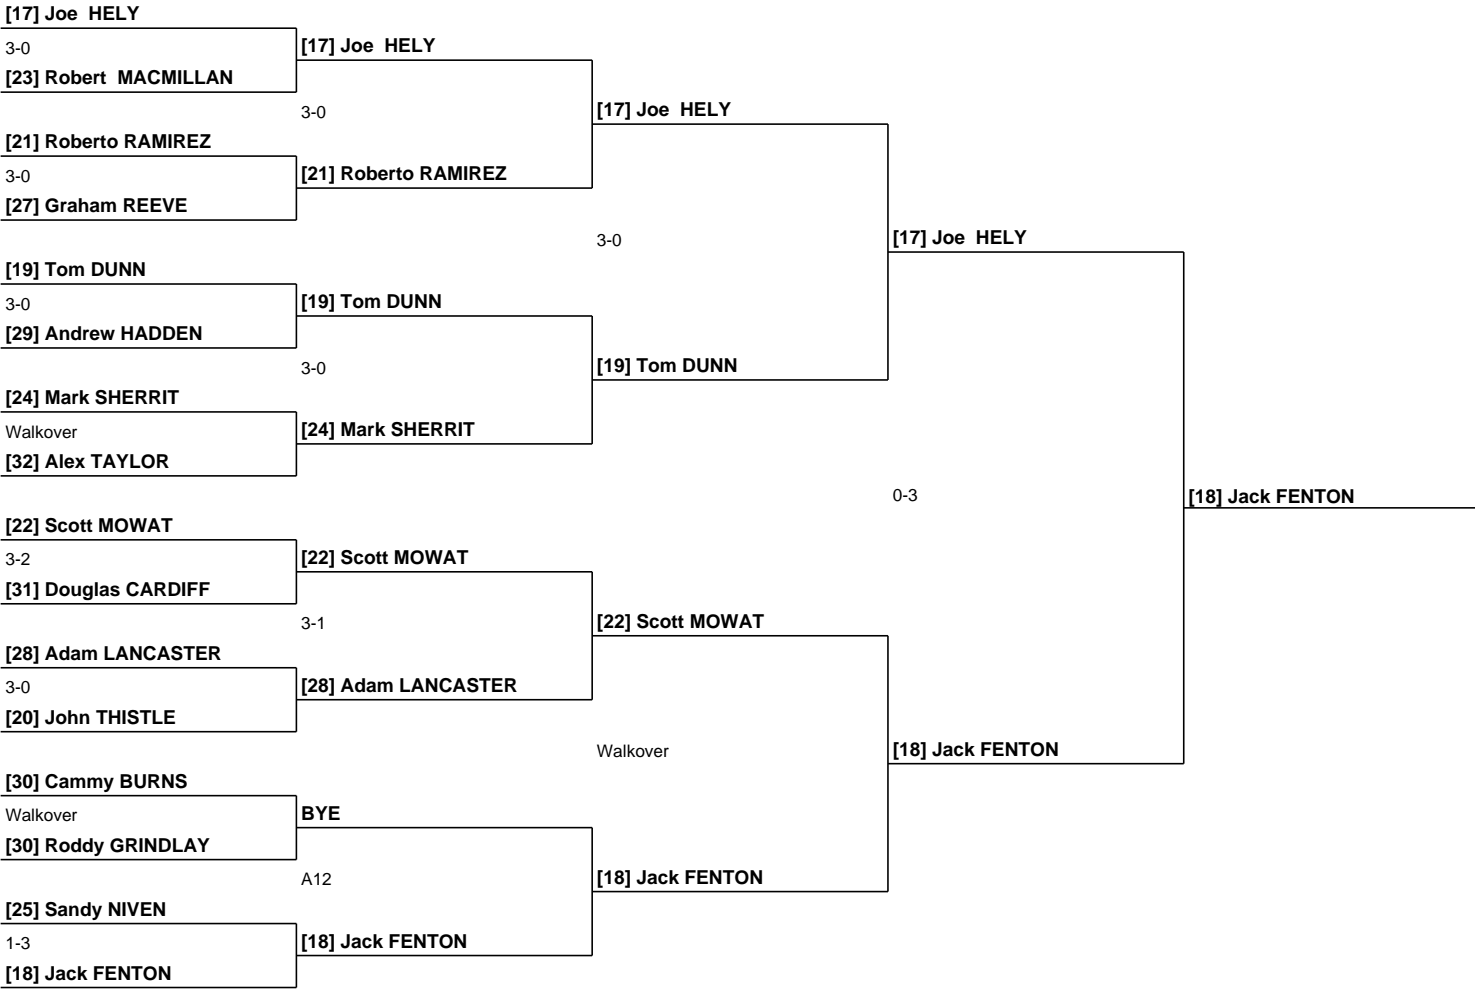 [17] Joe  HELY
3-0
[23] Robert  MACMILLAN
[21] Roberto RAMIREZ
3-0
[27] Graham REEVE
[19] Tom DUNN
3-0
[29] Andrew HADDEN
[24] Mark SHERRIT
Walkover
[32] Alex TAYLOR
[22] Scott MOWAT
3-2
[31] Douglas CARDIFF
[28] Adam LANCASTER
3-0
[20] John THISTLE
[30] Cammy BURNS
Walkover
[30] Roddy GRINDLAY
[25] Sandy NIVEN
1-3
[18] Jack FENTON
[17] Joe  HELY
3-0
[21] Roberto RAMIREZ
[19] Tom DUNN
3-0
[24] Mark SHERRIT
[22] Scott MOWAT
3-1
[28] Adam LANCASTER
BYE
A12
[18] Jack FENTON
[17] Joe  HELY
3-0
[19] Tom DUNN
[22] Scott MOWAT
Walkover
[18] Jack FENTON
[17] Joe  HELY
0-3
[18] Jack FENTON
[18] Jack FENTON